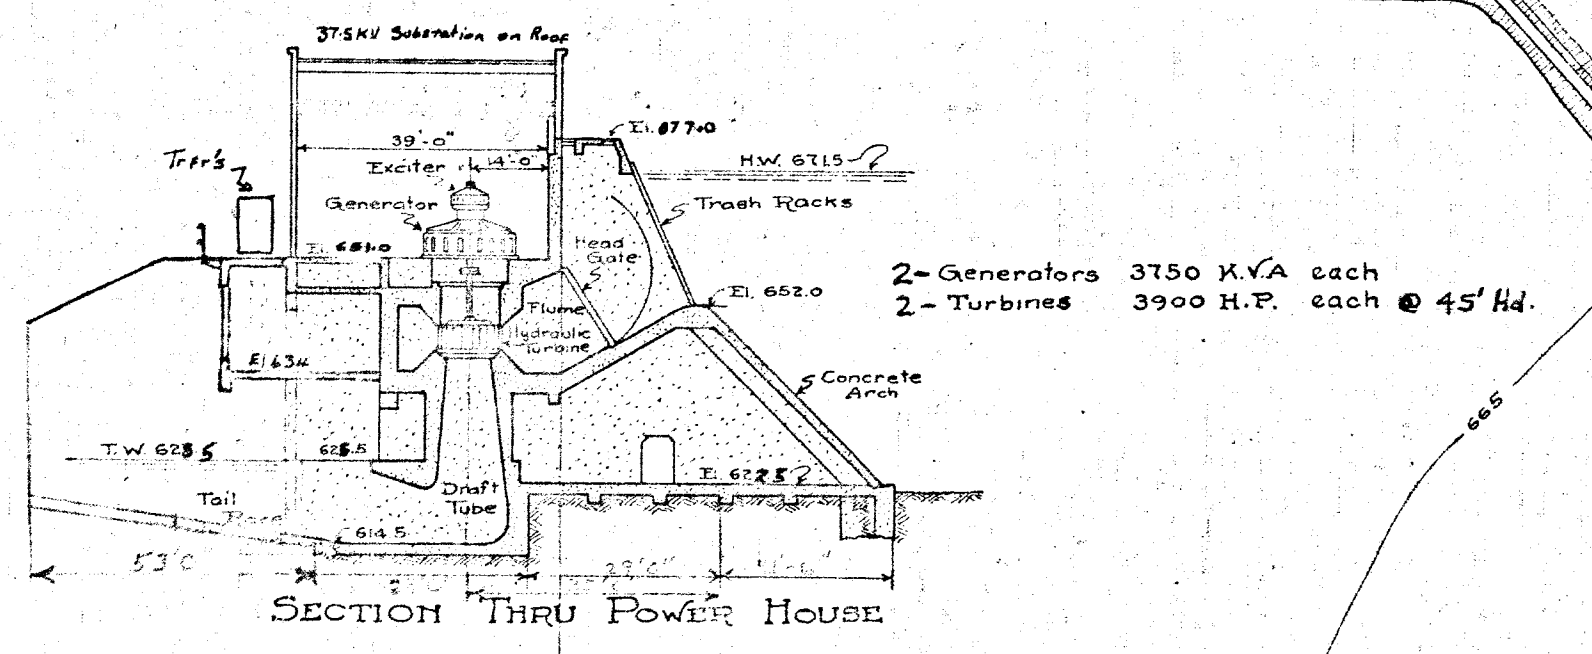 37.5KV Substation on Roof
El. 677.0
39'-0"
H.W. 671.5
Trfr's
Exciter
14'-0"
Generator
Trash Racks
Head
Gate
El. 651.0
2- Generators 3750 K.V.A each
El. 652.0
2- Turbines 3900 H.P. each @ 45' Hd.
Flume
Hydraulic
Turbine
El 634
Concrete
Arch
665
T.W. 628.5
628.5
El. 622.5
Draft
Tube
Tail
Race
614.5
53'0
29'0"
SECTION THRU POWER HOUSE